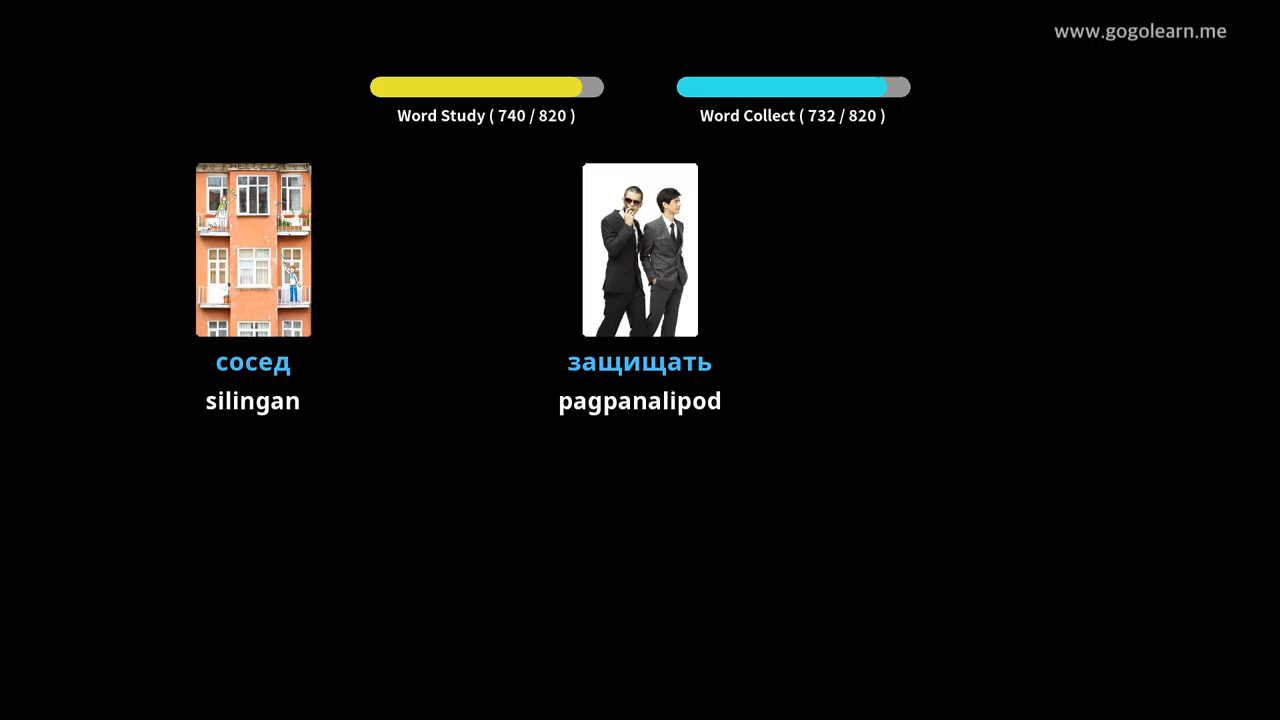 www.gogolearn.me
Word Study ( 740 / 820 )
Word Collect ( 732 / 820 )
сосед
silingan
защищать
pagpanalipod